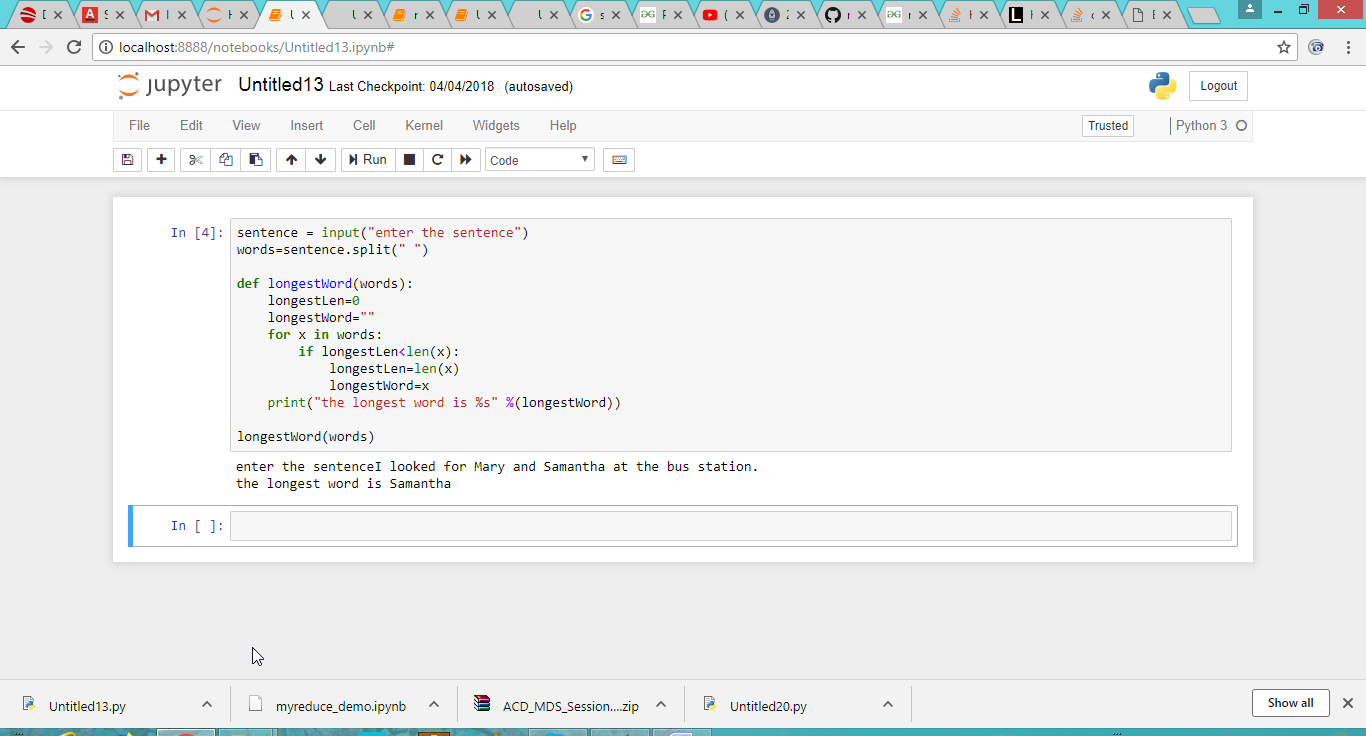 localhost:8888/notebooks/Untitled13.ipynb#
jupyter Untitled13 Last Checkpoint: 04/04/2018 (autosaved)
Logout
File Edit View Insert Cell Kernel Widgets Help
Trusted
Python 3
Run
Code
In [4]:
sentence = input("enter the sentence")
words=sentence.split(" ")
def longestWord(words):
    longestLen=0
    longestWord=""
    for x in words:
        if longestLen<len(x):
            longestLen=len(x)
            longestWord=x
    print("the longest word is %s" %(longestWord))
longestWord(words)
enter the sentenceI looked for Mary and Samantha at the bus station.
the longest word is Samantha
In [ ]:
Untitled13.py
myreduce_demo.ipynb
ACD_MDS_Session....zip
Untitled20.py
Show all